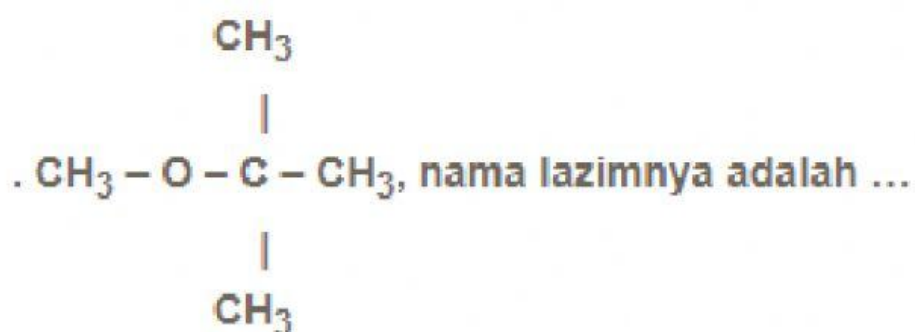 CH₃
|
. CH₃ – O – C – CH₃, nama lazimnya adalah ...
|
CH₃